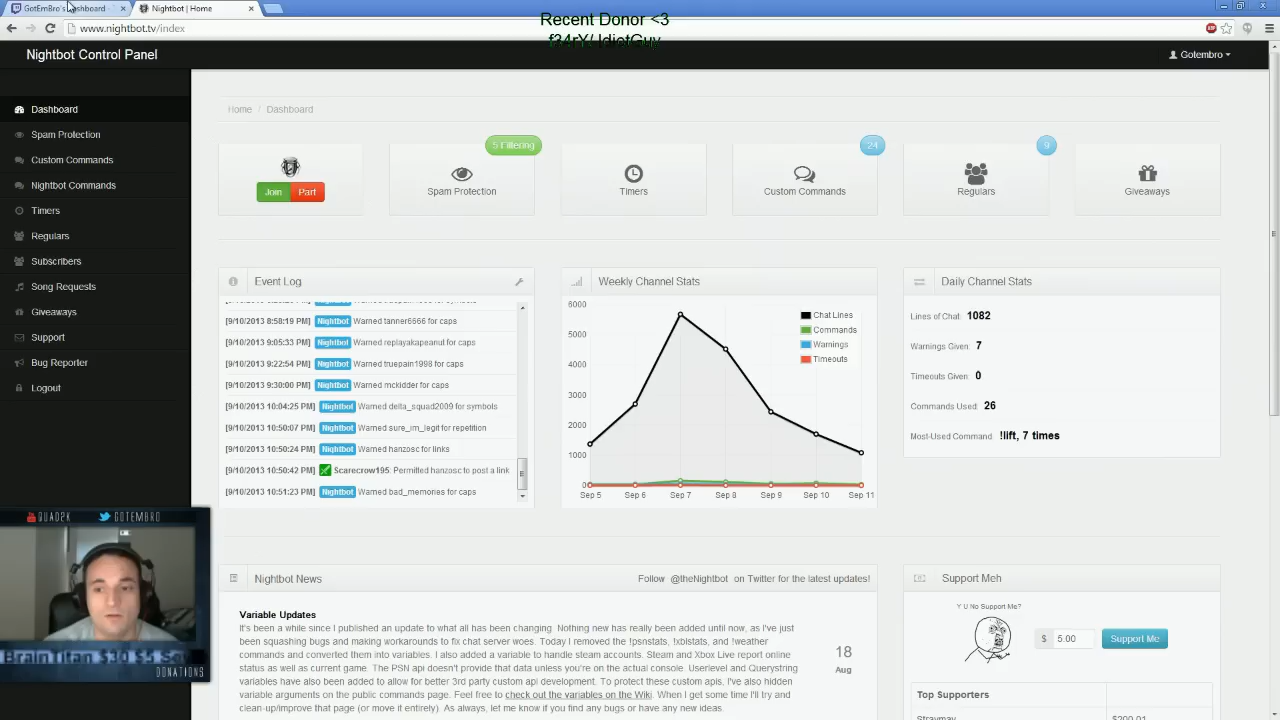 GotEmBro's Dashboard -
Nightbot | Home
www.nightbot.tv/index
Recent Donor <3
f34rY/ IdiotGuy
Nightbot Control Panel
Gotembro
Dashboard
Spam Protection
Custom Commands
Nightbot Commands
Timers
Regulars
Subscribers
Song Requests
Giveaways
Support
Bug Reporter
Logout
Home / Dashboard
Join Part
5 Filtering
Spam Protection
Timers
24
Custom Commands
9
Regulars
Giveaways
Event Log
[9/10/2013 8:58:19 PM] Nightbot Warned tanner6666 for caps
[9/10/2013 9:05:33 PM] Nightbot Warned replayakapeanut for caps
[9/10/2013 9:22:54 PM] Nightbot Warned truepain1998 for caps
[9/10/2013 9:30:00 PM] Nightbot Warned mckidder for caps
[9/10/2013 10:04:25 PM] Nightbot Warned delta_squad2009 for symbols
[9/10/2013 10:50:07 PM] Nightbot Warned sure_im_legit for repetition
[9/10/2013 10:50:24 PM] Nightbot Warned hanzosc for links
[9/10/2013 10:50:42 PM] Scarecrow195: Permitted hanzosc to post a link
[9/10/2013 10:51:23 PM] Nightbot Warned bad_memories for caps
Weekly Channel Stats
6000
5000
4000
3000
2000
1000
0
Chat Lines
Commands
Warnings
Timeouts
Sep 5 Sep 6 Sep 7 Sep 8 Sep 9 Sep 10 Sep 11
Daily Channel Stats
Lines of Chat: 1082
Warnings Given: 7
Timeouts Given: 0
Commands Used: 26
Most-Used Command: !lift, 7 times
QUAD2K GOTEMBRO
BrainTitan $30 $5 S
DONATIONS
Nightbot News
Follow @theNightbot on Twitter for the latest updates!
Variable Updates
It's been a while since I published an update to what all has been changing. Nothing new has really been added until now, as I've just
been squashing bugs and making workarounds to fix chat server woes. Today I removed the !psnstats, !xblstats, and !weather
commands and converted them into variables. I also added a variable to handle steam accounts. Steam and Xbox Live report online
status as well as current game. The PSN api doesn't provide that data unless you're on the actual console. Userlevel and Querystring
variables have also been added to allow for better 3rd party custom api development. To protect these custom apis, I've also hidden
variable arguments on the public commands page. Feel free to check out the variables on the Wiki. When I get some time I'll try and
clean-up/improve that page (or move it entirely). As always, let me know if you find any bugs or have any new ideas.
18
Aug
Support Meh
Y U No Support Me?
$ 5.00 Support Me
Top Supporters
Straymav $200.01